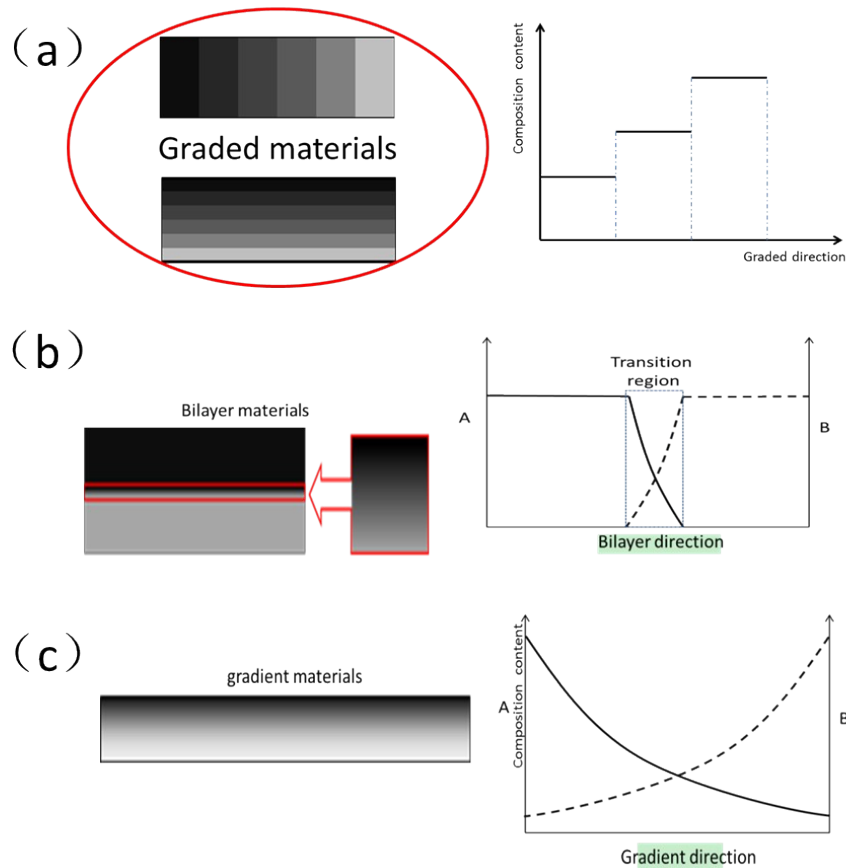 （a）
Graded materials
Composition content
Graded direction
（b）
Bilayer materials
Transition
region
A
B
Bilayer direction
（c）
gradient materials
Composition content
A
B
Gradient direction